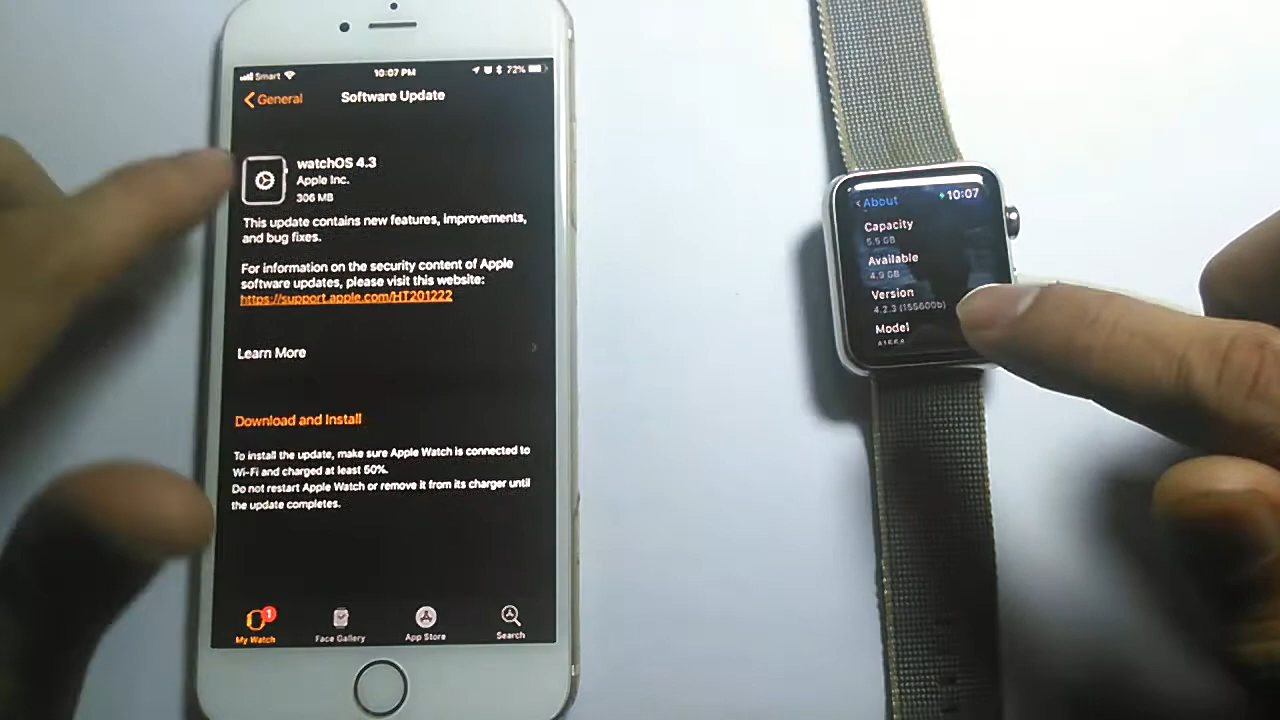 Smart 10:07 PM 72%
General Software Update
watchOS 4.3
Apple Inc.
306 MB
This update contains new features, improvements,
and bug fixes.
For information on the security content of Apple
software updates, please visit this website:
https://support.apple.com/HT201222
Learn More
Download and Install
To install the update, make sure Apple Watch is connected to
Wi-Fi and charged at least 50%.
Do not restart Apple Watch or remove it from its charger until
the update completes.
1
My Watch Face Gallery App Store Search
About 10:07
Capacity
5.5 GB
Available
4.9 GB
Version
4.2.3 (15S600b)
Model